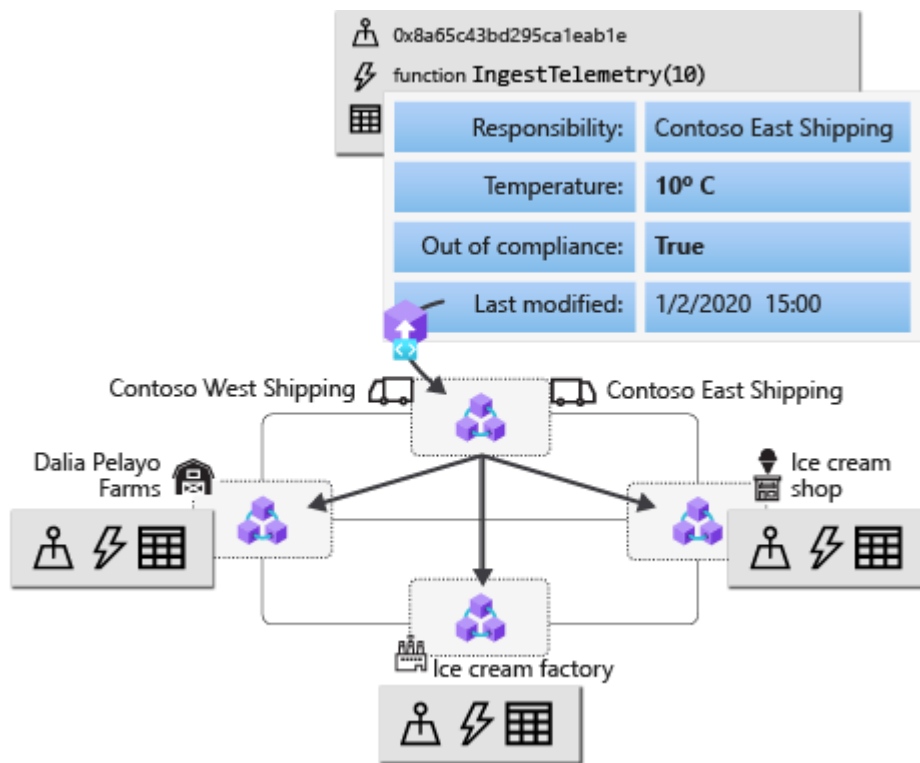 0x8a65c43bd295ca1eab1e
function IngestTelemetry(10)
Responsibility: Contoso East Shipping
Temperature: 10º C
Out of compliance: True
Last modified: 1/2/2020 15:00
Contoso West Shipping
Contoso East Shipping
Dalia Pelayo
Farms
Ice cream
shop
Ice cream factory